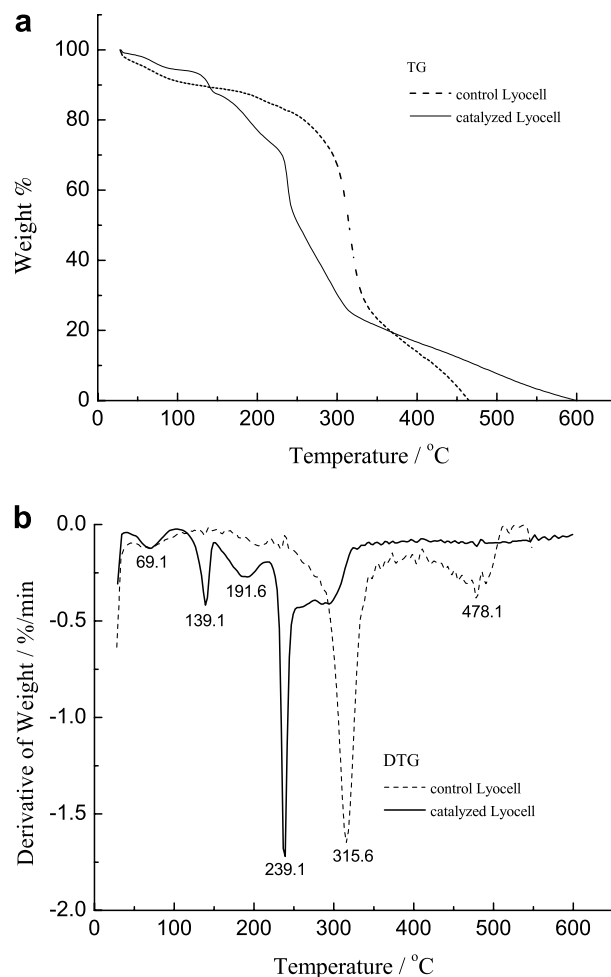 a
TG
control Lyocell
catalyzed Lyocell
100
80
60
40
20
0
Weight %
0 100 200 300 400 500 600
Temperature / °C
b
0.0
-0.5
-1.0
-1.5
-2.0
Derivative of Weight / %/min
69.1
139.1
191.6
239.1
315.6
478.1
DTG
control Lyocell
catalyzed Lyocell
0 100 200 300 400 500 600
Temperature / °C